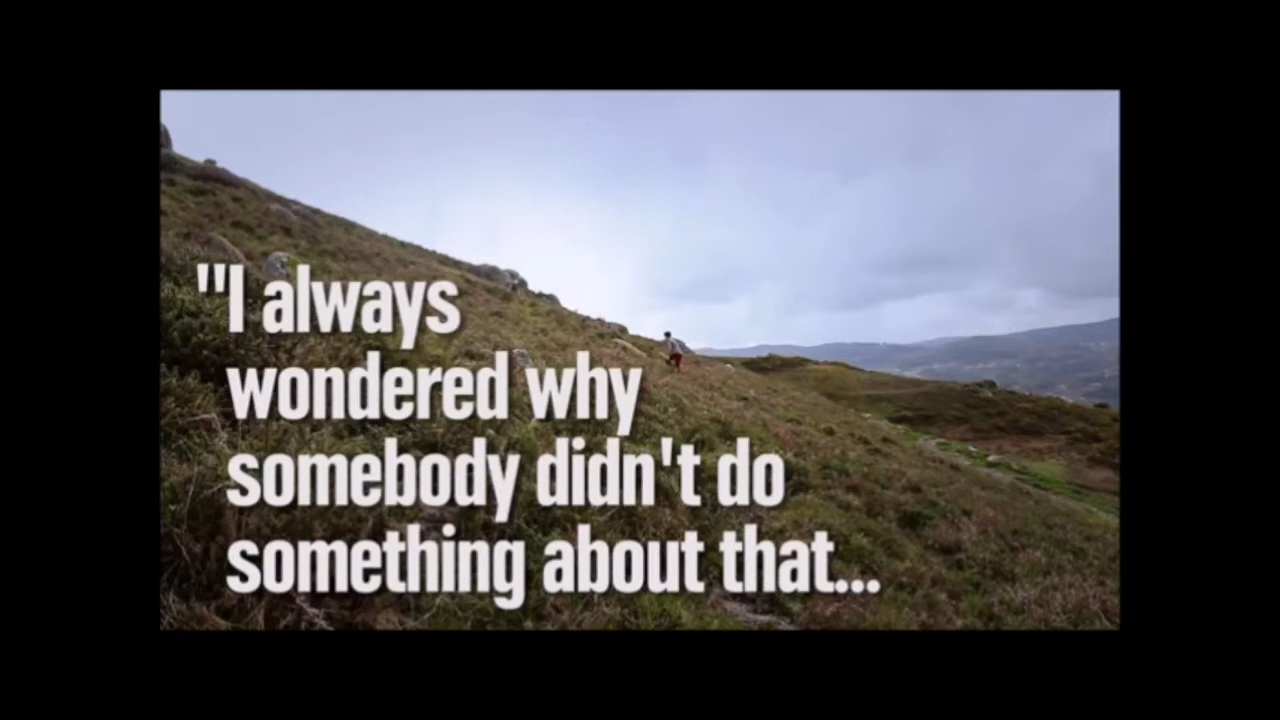 "I always
wondered why
somebody didn't do
something about that...